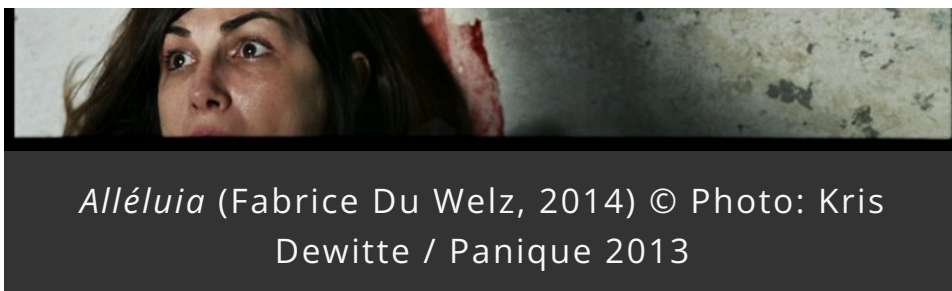 Alléluia (Fabrice Du Welz, 2014) © Photo: Kris
Dewitte / Panique 2013